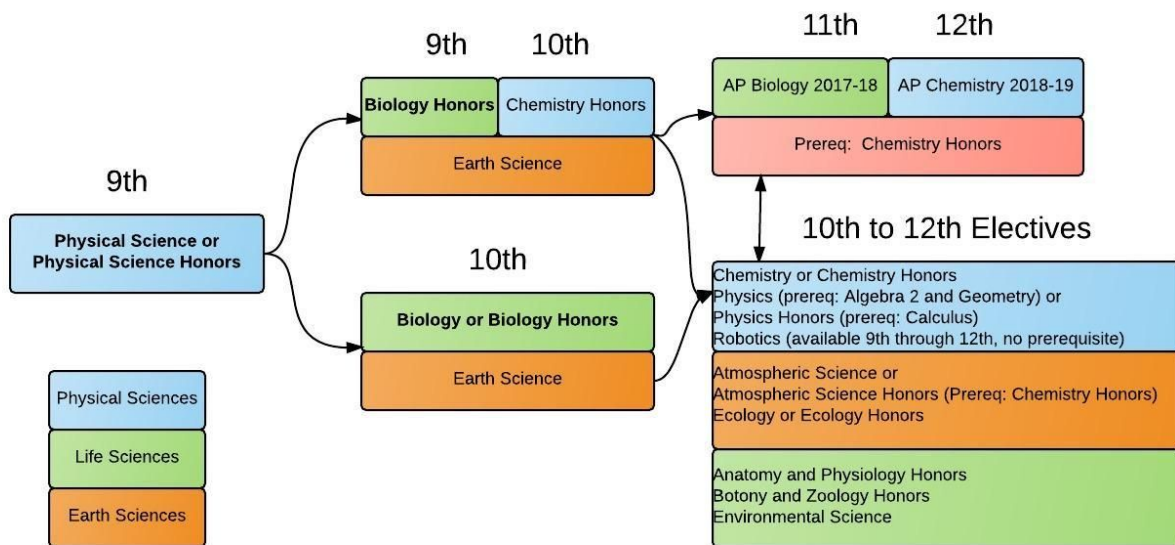 9th
Physical Science or
Physical Science Honors
Physical Sciences
Life Sciences
Earth Sciences
9th
10th
Biology Honors
Chemistry Honors
Earth Science
10th
Biology or Biology Honors
Earth Science
11th
12th
AP Biology 2017-18
AP Chemistry 2018-19
Prereq: Chemistry Honors
10th to 12th Electives
Chemistry or Chemistry Honors
Physics (prereq: Algebra 2 and Geometry) or
Physics Honors (prereq: Calculus)
Robotics (available 9th through 12th, no prerequisite)
Atmospheric Science or
Atmospheric Science Honors (Prereq: Chemistry Honors)
Ecology or Ecology Honors
Anatomy and Physiology Honors
Botony and Zoology Honors
Environmental Science